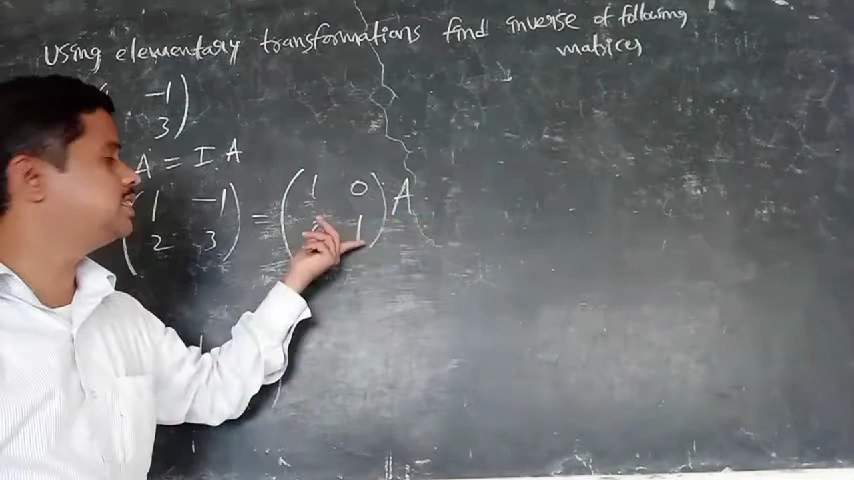 Using elementary transformations find inverse of following
matrices
-1
3
A = I A
1 -1 = 1 0 A
2 3 1